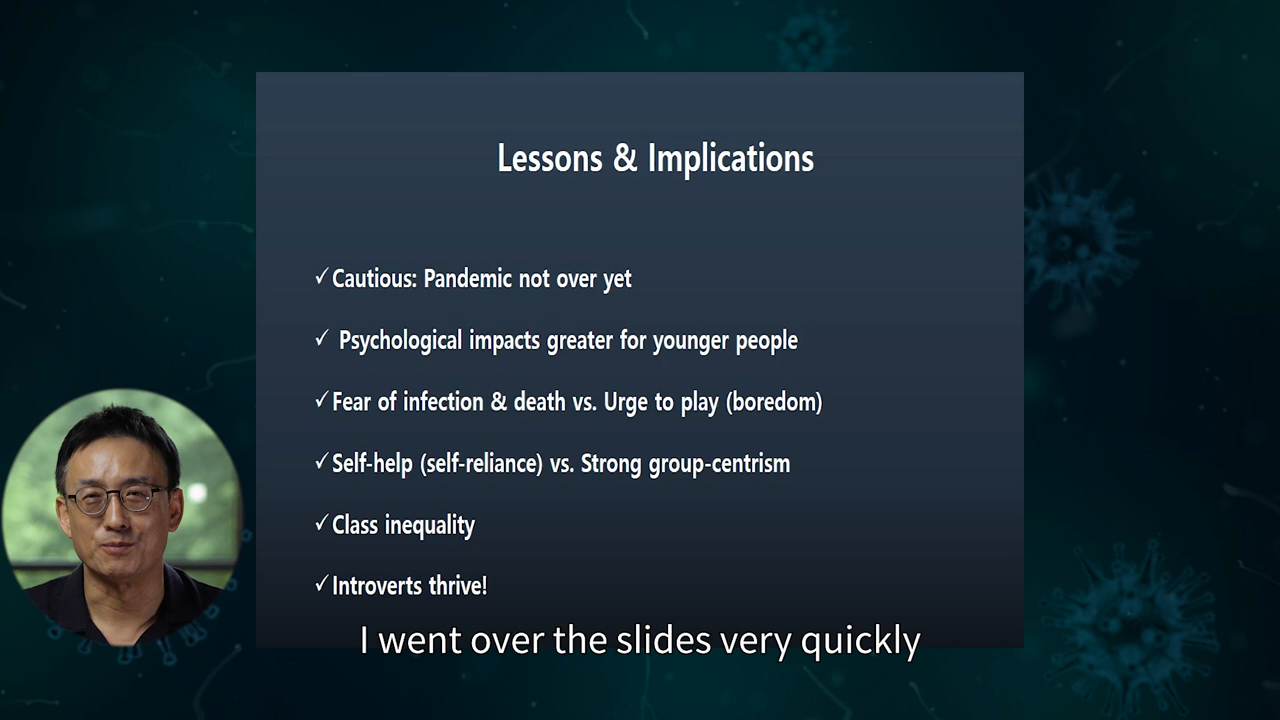 Lessons & Implications
✓Cautious: Pandemic not over yet
✓ Psychological impacts greater for younger people
✓Fear of infection & death vs. Urge to play (boredom)
✓Self-help (self-reliance) vs. Strong group-centrism
✓Class inequality
✓Introverts thrive!
I went over the slides very quickly